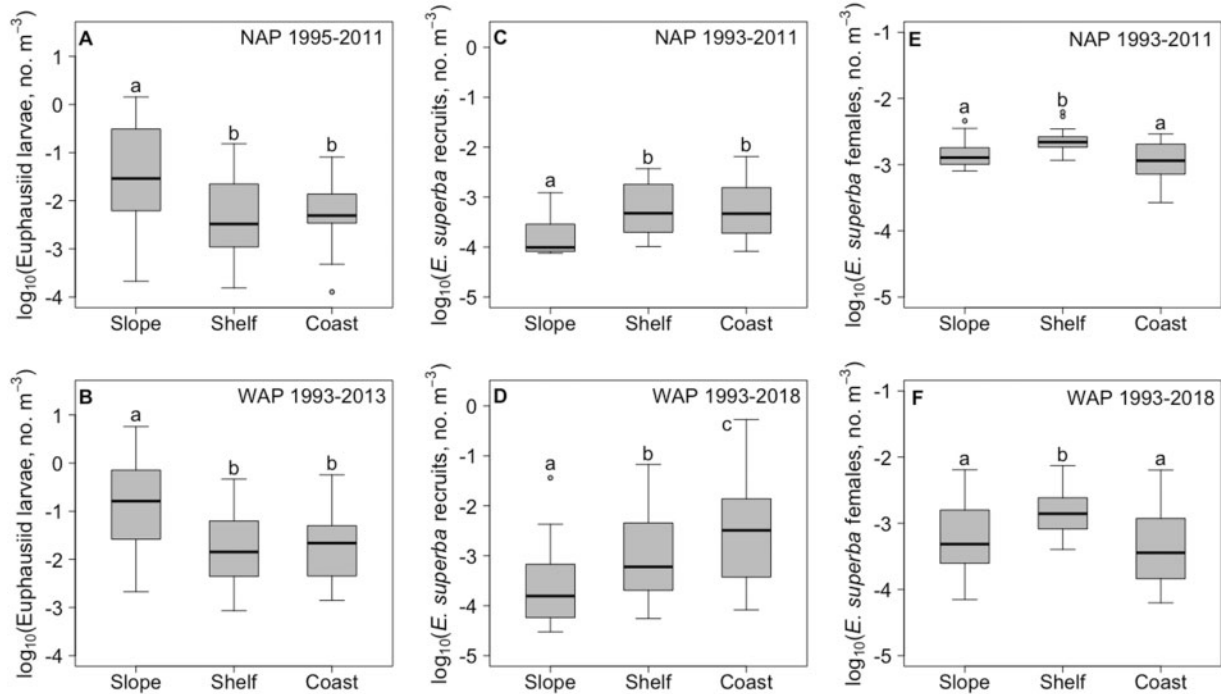 A
NAP 1995-2011
log₁₀(Euphausiid larvae, no. m⁻³)
1
0
-1
-2
-3
-4
a
b
b
Slope
Shelf
Coast
C
NAP 1993-2011
log₁₀(E. superba recruits, no. m⁻³)
0
-1
-2
-3
-4
-5
a
b
b
Slope
Shelf
Coast
E
NAP 1993-2011
log₁₀(E. superba females, no. m⁻³)
-1
-2
-3
-4
-5
a
b
a
Slope
Shelf
Coast
B
WAP 1993-2013
log₁₀(Euphausiid larvae, no. m⁻³)
1
0
-1
-2
-3
-4
a
b
b
Slope
Shelf
Coast
D
WAP 1993-2018
log₁₀(E. superba recruits, no. m⁻³)
0
-1
-2
-3
-4
-5
a
b
c
Slope
Shelf
Coast
F
WAP 1993-2018
log₁₀(E. superba females, no. m⁻³)
-1
-2
-3
-4
-5
a
b
a
Slope
Shelf
Coast